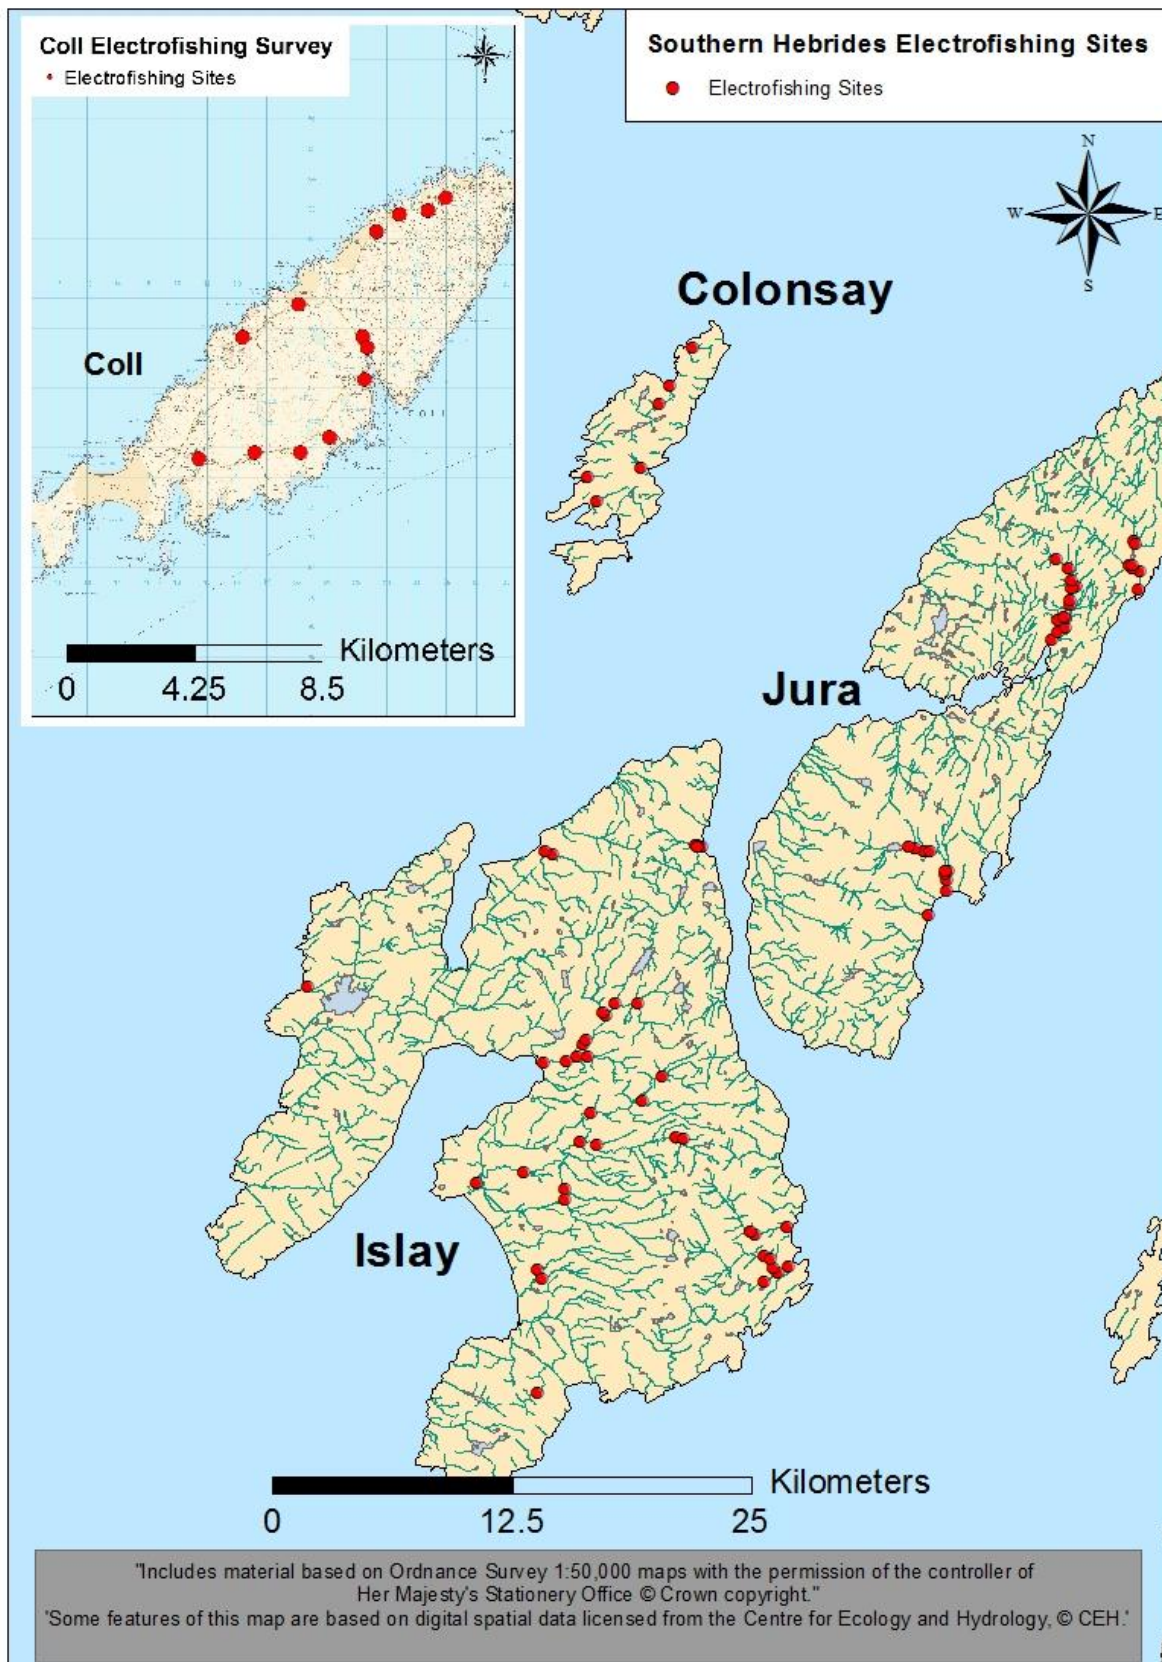 Coll Electrofishing Survey
Electrofishing Sites
Southern Hebrides Electrofishing Sites
Electrofishing Sites
N
W
E
S
Colonsay
Coll
COLL
Kilometers
0 4.25 8.5
Jura
Islay
Kilometers
0 12.5 25
"Includes material based on Ordnance Survey 1:50,000 maps with the permission of the controller of
Her Majesty's Stationery Office © Crown copyright."
'Some features of this map are based on digital spatial data licensed from the Centre for Ecology and Hydrology, © CEH.'